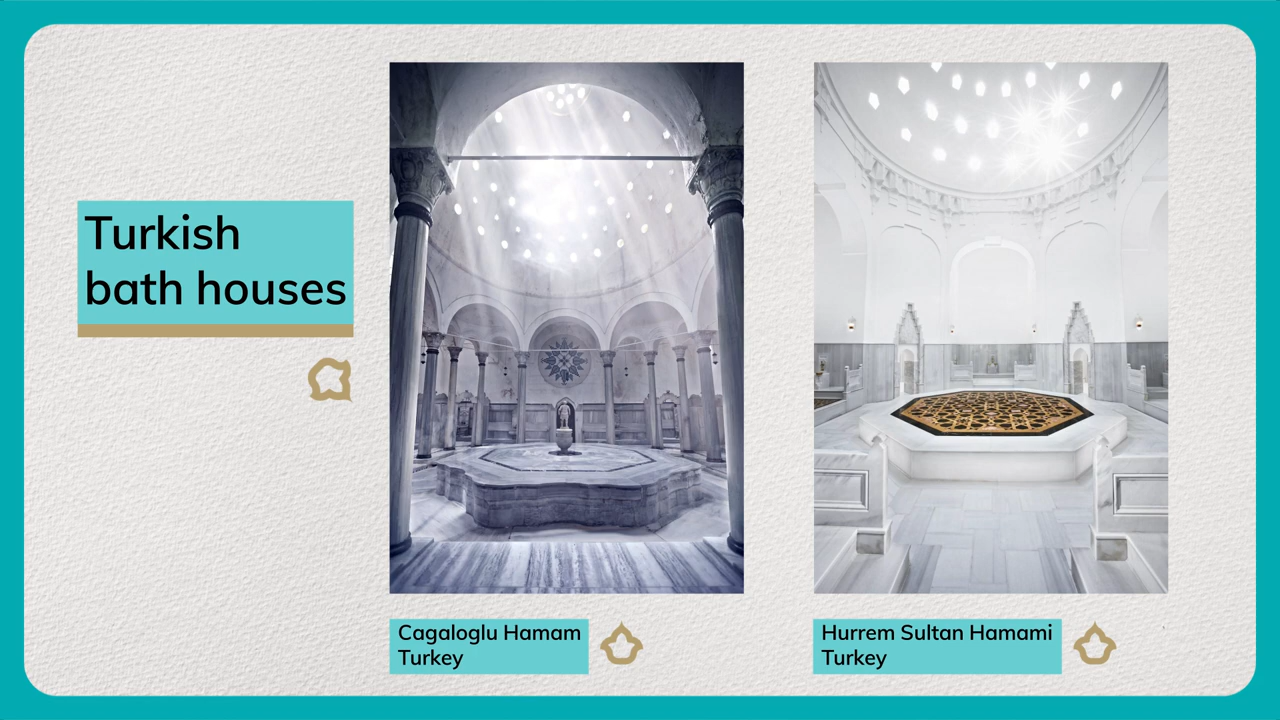 Turkish
bath houses
Cagaloglu Hamam
Turkey
Hurrem Sultan Hamami
Turkey